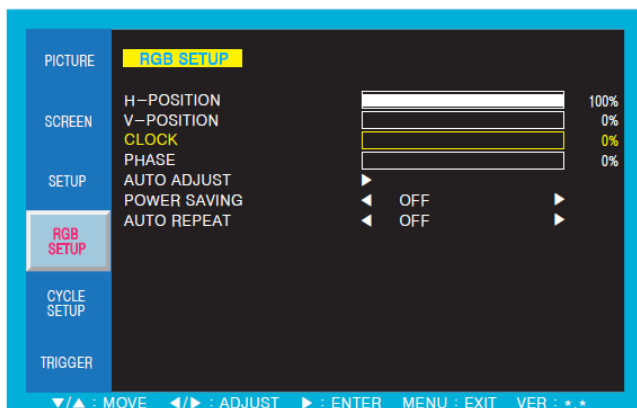 PICTURE
SCREEN
SETUP
RGB
SETUP
CYCLE
SETUP
TRIGGER
RGB SETUP
H-POSITION 100%
V-POSITION 0%
CLOCK 0%
PHASE 0%
AUTO ADJUST ▶
POWER SAVING ◀ OFF ▶
AUTO REPEAT ◀ OFF ▶
▼/▲ : MOVE ◀/▶ : ADJUST ▶ : ENTER MENU : EXIT VER : *.*